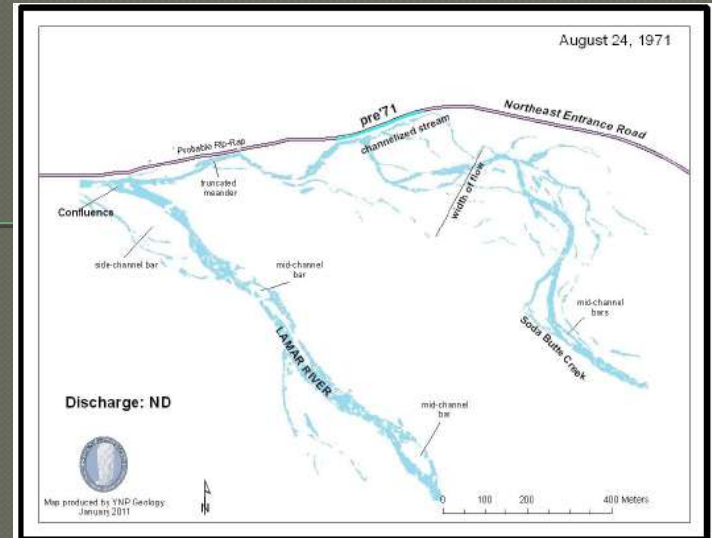 August 24, 1971
pre'71
Northeast Entrance Road
channelized stream
Probable Rip-Rap
truncated
meander
width of flow
Confluence
side-channel bar
mid-channel
bar
mid-channel
bars
Soda Butte Creek
LAMAR RIVER
Discharge: ND
mid-channel
bar
Map produced by YNP Geology
January 2011
N
0 100 200 400 Meters